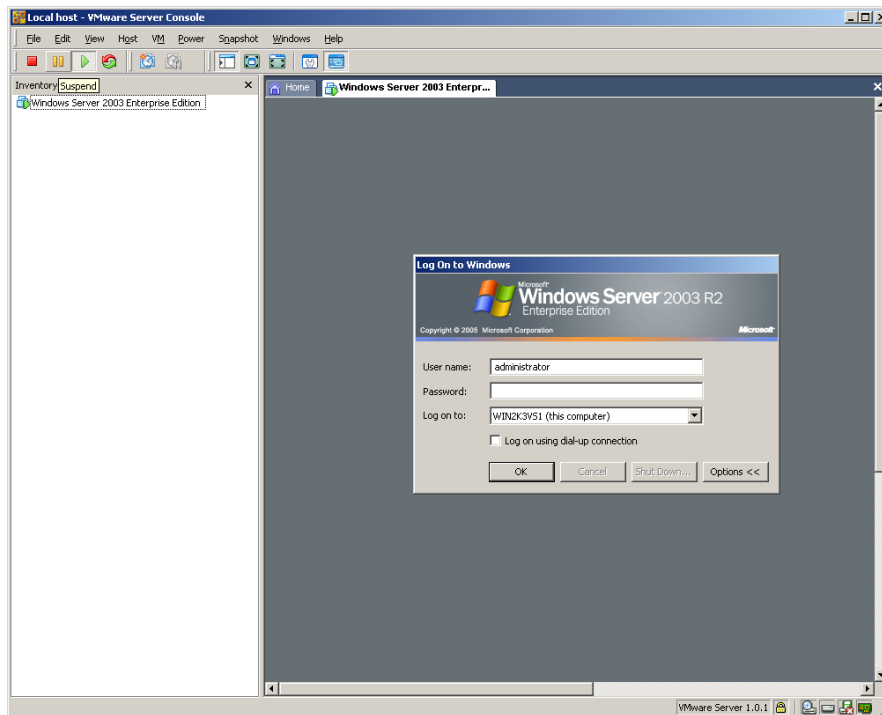 Local host - VMware Server Console
File Edit View Host VM Power Snapshot Windows Help
Inventory Suspend
Home Windows Server 2003 Enterpr...
Windows Server 2003 Enterprise Edition
Log On to Windows
Microsoft
Windows Server 2003 R2
Enterprise Edition
Copyright © 2005 Microsoft Corporation Microsoft
User name: administrator
Password:
Log on to: WIN2K3VS1 (this computer)
Log on using dial-up connection
OK Cancel Shut Down... Options <<
VMware Server 1.0.1